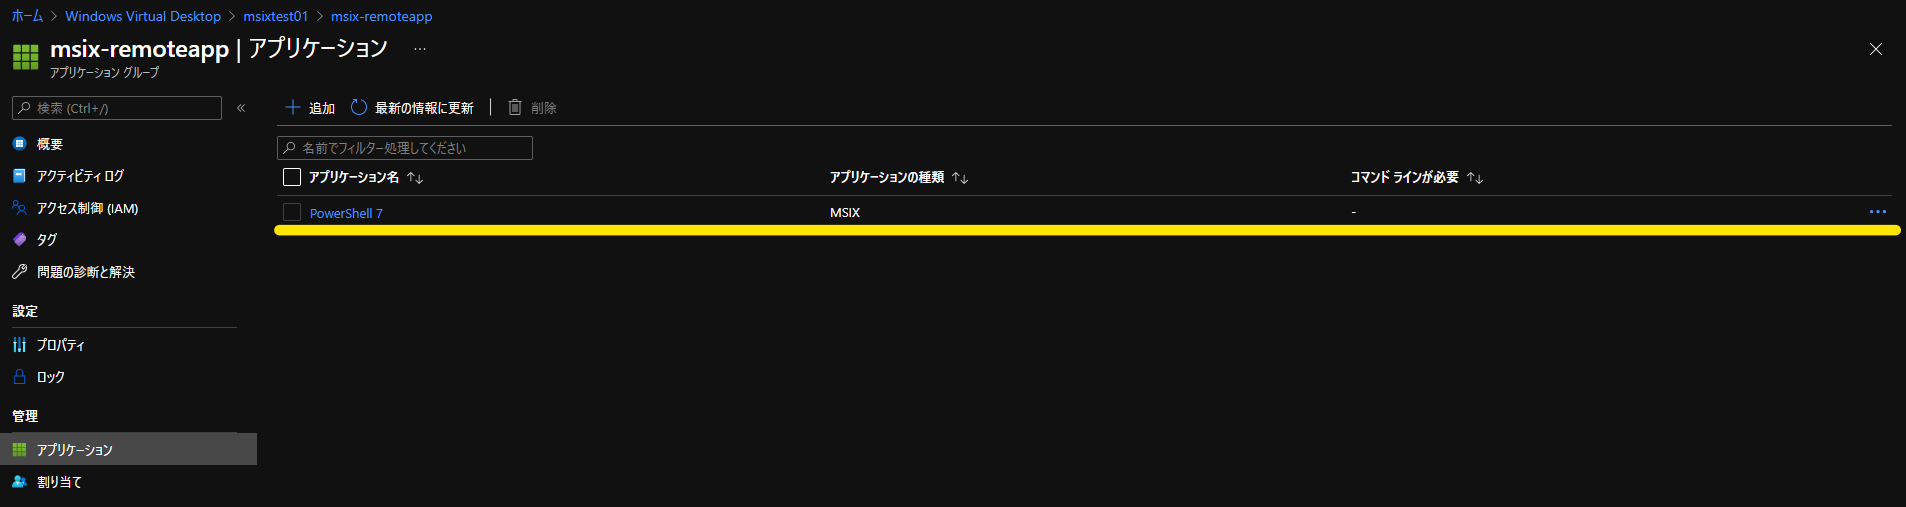 ホーム > Windows Virtual Desktop > msixtest01 > msix-remoteapp
msix-remoteapp | アプリケーション ...
アプリケーション グループ
検索 (Ctrl+/)
«
概要
アクティビティ ログ
アクセス制御 (IAM)
タグ
問題の診断と解決
設定
プロパティ
ロック
管理
アプリケーション
割り当て
追加 最新の情報に更新 | 削除
名前でフィルター処理してください
アプリケーション名 ↑↓ アプリケーションの種類 ↑↓ コマンド ラインが必要 ↑↓
PowerShell 7 MSIX - ...